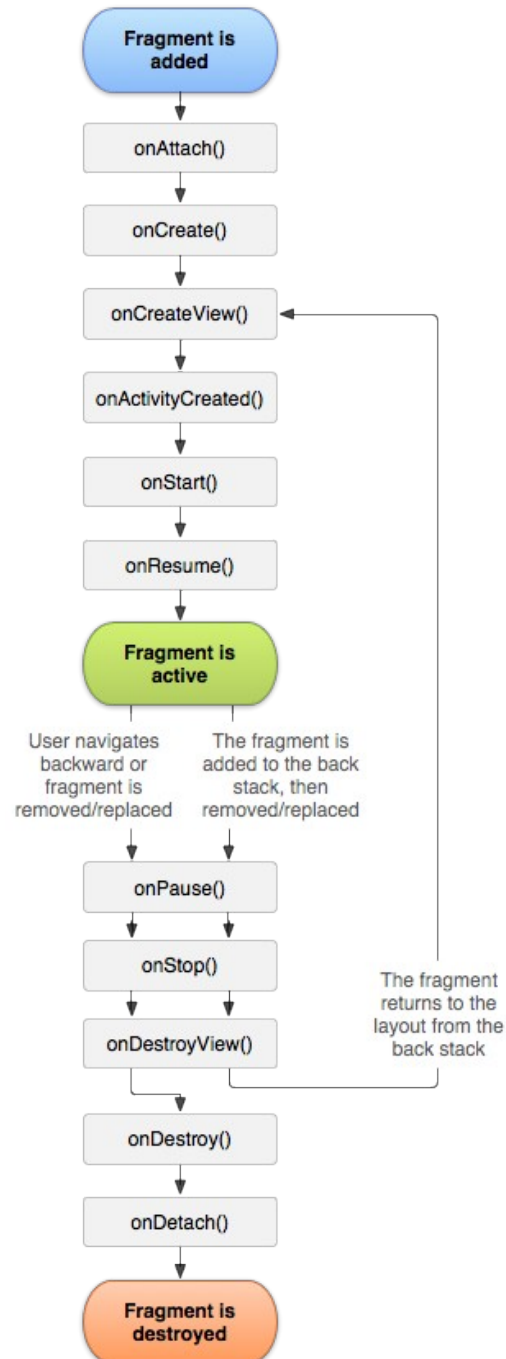 Fragment is
added
onAttach()
onCreate()
onCreateView()
onActivityCreated()
onStart()
onResume()
Fragment is
active
User navigates
backward or
fragment is
removed/replaced
The fragment is
added to the back
stack, then
removed/replaced
onPause()
onStop()
onDestroyView()
The fragment
returns to the
layout from the
back stack
onDestroy()
onDetach()
Fragment is
destroyed